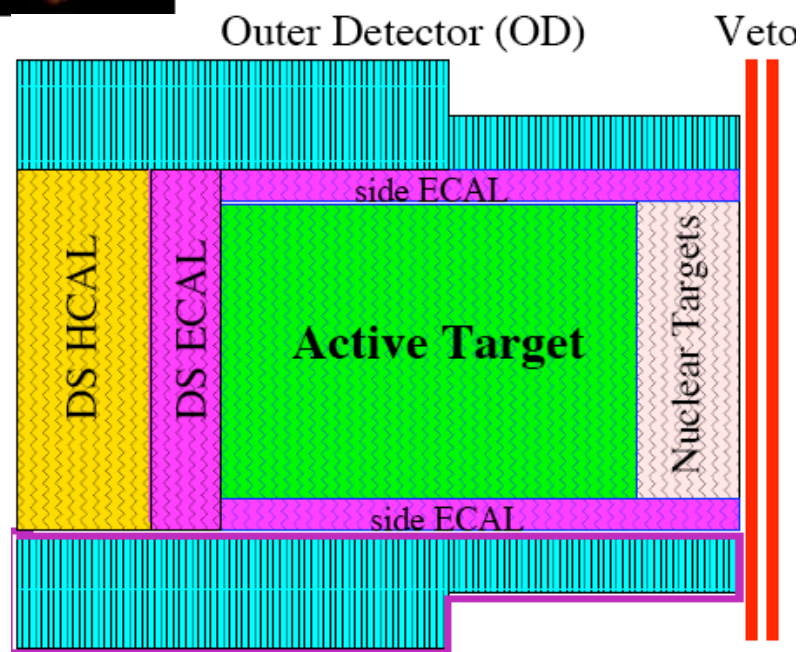 Outer Detector (OD)
Veto
side ECAL
DS HCAL
DS ECAL
Active Target
Nuclear Targets
side ECAL